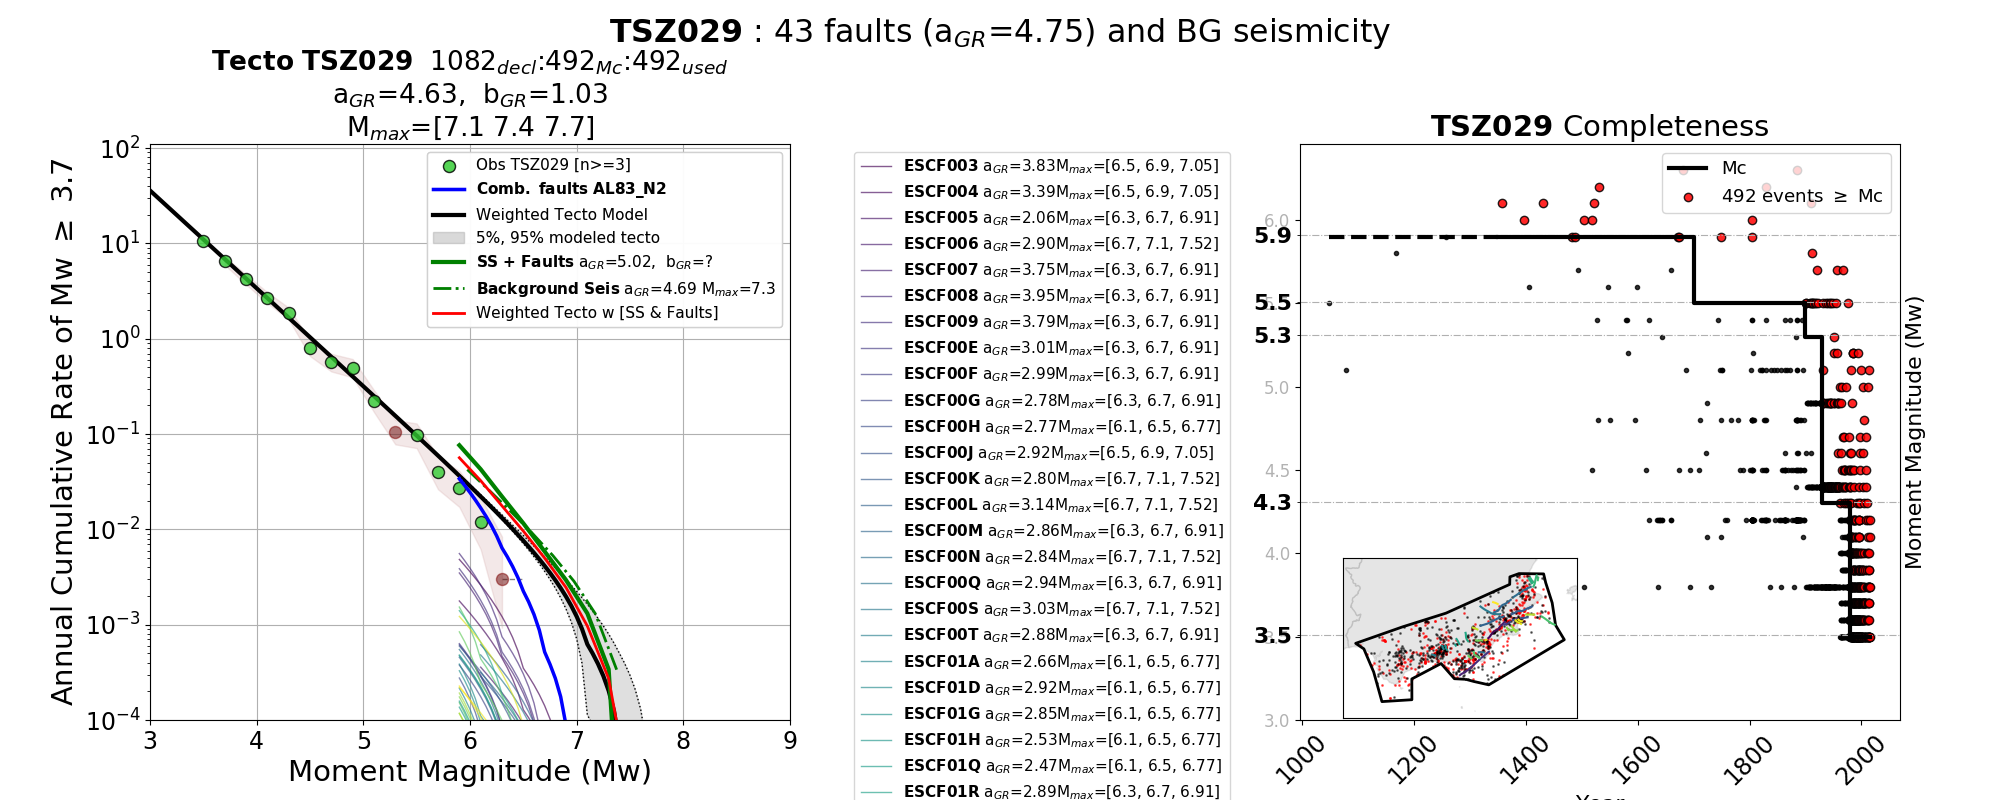 TSZ029 : 43 faults (aGR=4.75) and BG seismicity
Tecto TSZ029 1082decl:492Mc:492used
aGR=4.63, bGR=1.03
Mmax=[7.1 7.4 7.7]
Annual Cumulative Rate of Mw ≥ 3.7
10^2
10^1
10^0
10^−1
10^−2
10^−3
10^−4
3 4 5 6 7 8 9
Moment Magnitude (Mw)
Obs TSZ029 [n>=3]
Comb. faults AL83_N2
Weighted Tecto Model
5%, 95% modeled tecto
SS + Faults aGR=5.02, bGR=?
Background Seis aGR=4.69 Mmax=7.3
Weighted Tecto w [SS & Faults]
ESCF003 aGR=3.83Mmax=[6.5, 6.9, 7.05]
ESCF004 aGR=3.39Mmax=[6.5, 6.9, 7.05]
ESCF005 aGR=2.06Mmax=[6.3, 6.7, 6.91]
ESCF006 aGR=2.90Mmax=[6.7, 7.1, 7.52]
ESCF007 aGR=3.75Mmax=[6.3, 6.7, 6.91]
ESCF008 aGR=3.95Mmax=[6.3, 6.7, 6.91]
ESCF009 aGR=3.79Mmax=[6.3, 6.7, 6.91]
ESCF00E aGR=3.01Mmax=[6.3, 6.7, 6.91]
ESCF00F aGR=2.99Mmax=[6.3, 6.7, 6.91]
ESCF00G aGR=2.78Mmax=[6.3, 6.7, 6.91]
ESCF00H aGR=2.77Mmax=[6.1, 6.5, 6.77]
ESCF00J aGR=2.92Mmax=[6.5, 6.9, 7.05]
ESCF00K aGR=2.80Mmax=[6.7, 7.1, 7.52]
ESCF00L aGR=3.14Mmax=[6.7, 7.1, 7.52]
ESCF00M aGR=2.86Mmax=[6.3, 6.7, 6.91]
ESCF00N aGR=2.84Mmax=[6.7, 7.1, 7.52]
ESCF00Q aGR=2.94Mmax=[6.3, 6.7, 6.91]
ESCF00S aGR=3.03Mmax=[6.7, 7.1, 7.52]
ESCF00T aGR=2.88Mmax=[6.3, 6.7, 6.91]
ESCF01A aGR=2.66Mmax=[6.1, 6.5, 6.77]
ESCF01D aGR=2.92Mmax=[6.1, 6.5, 6.77]
ESCF01G aGR=2.85Mmax=[6.1, 6.5, 6.77]
ESCF01H aGR=2.53Mmax=[6.1, 6.5, 6.77]
ESCF01Q aGR=2.47Mmax=[6.1, 6.5, 6.77]
ESCF01R aGR=2.89Mmax=[6.3, 6.7, 6.91]
TSZ029 Completeness
Mc
492 events ≥ Mc
6.0
5.9
5.5
5.3
5.0
4.5
4.3
4.0
3.5
3.0
1000 1200 1400 1600 1800 2000
Moment Magnitude (Mw)